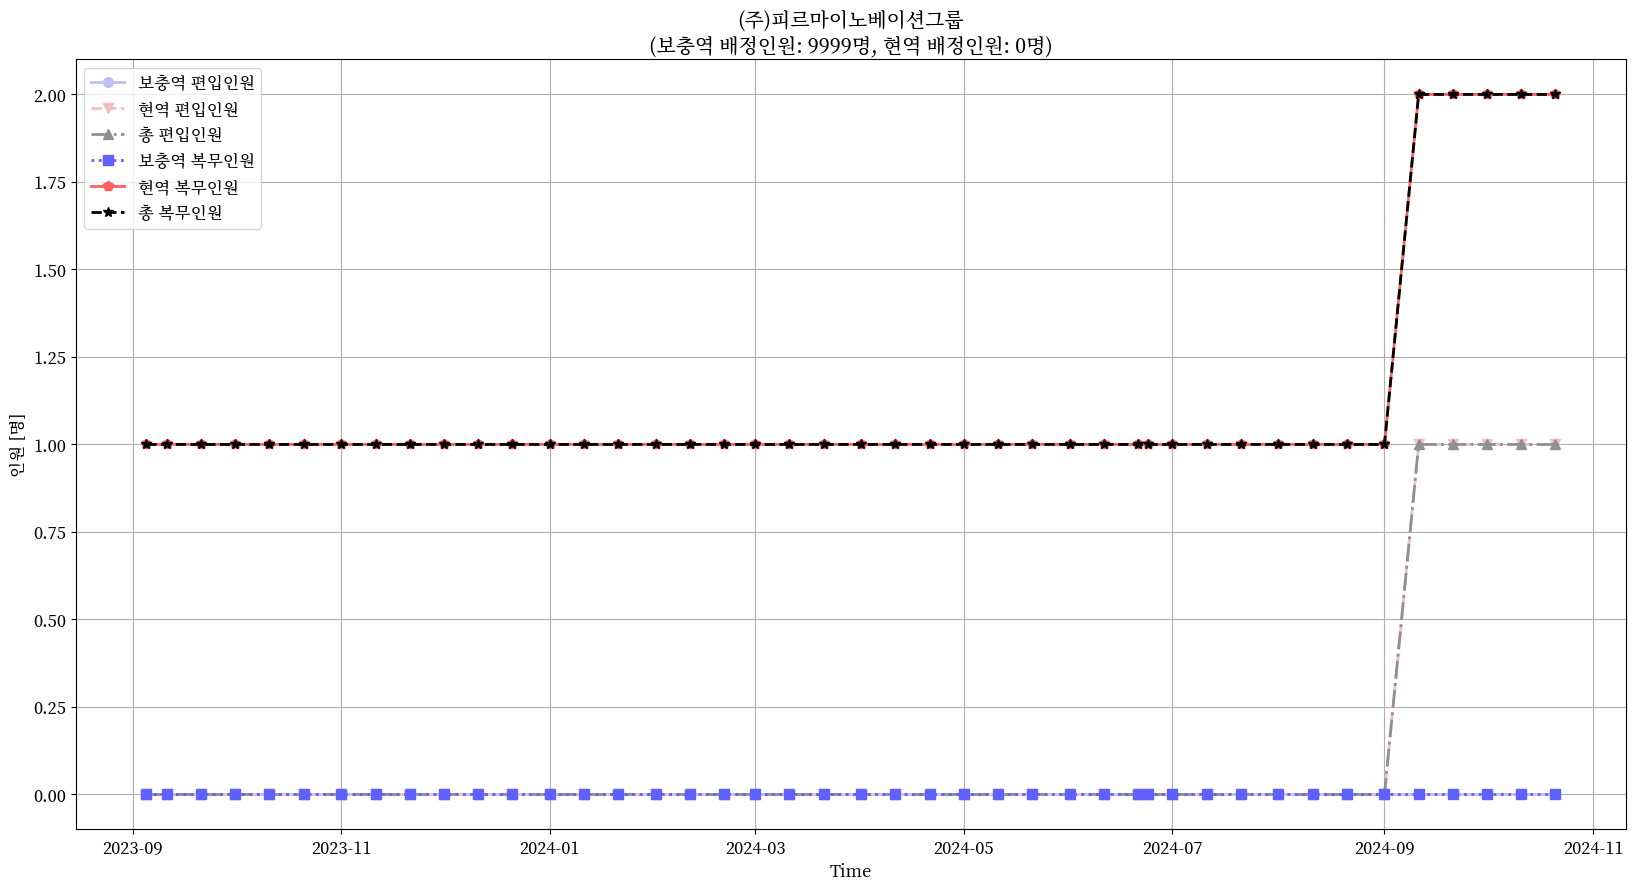 (주)피르마이노베이션그룹
(보충역 배정인원: 9999명, 현역 배정인원: 0명)
보충역 편입인원
현역 편입인원
총 편입인원
보충역 복무인원
현역 복무인원
총 복무인원
인원 [명]
2.00
1.75
1.50
1.25
1.00
0.75
0.50
0.25
0.00
2023-09
2023-11
2024-01
2024-03
2024-05
2024-07
2024-09
2024-11
Time